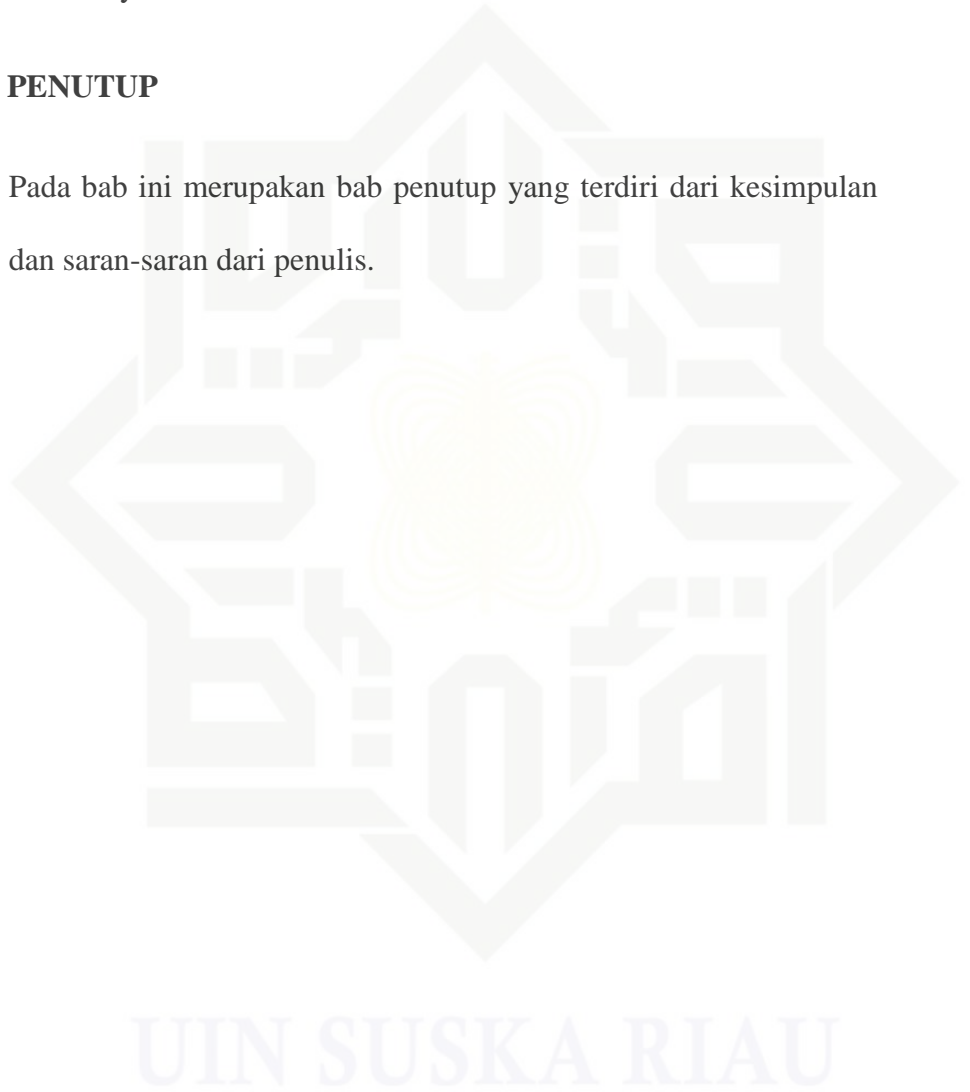 PENUTUP
Pada bab ini merupakan bab penutup yang terdiri dari kesimpulan
dan saran-saran dari penulis.
UIN SUSKA RIAU